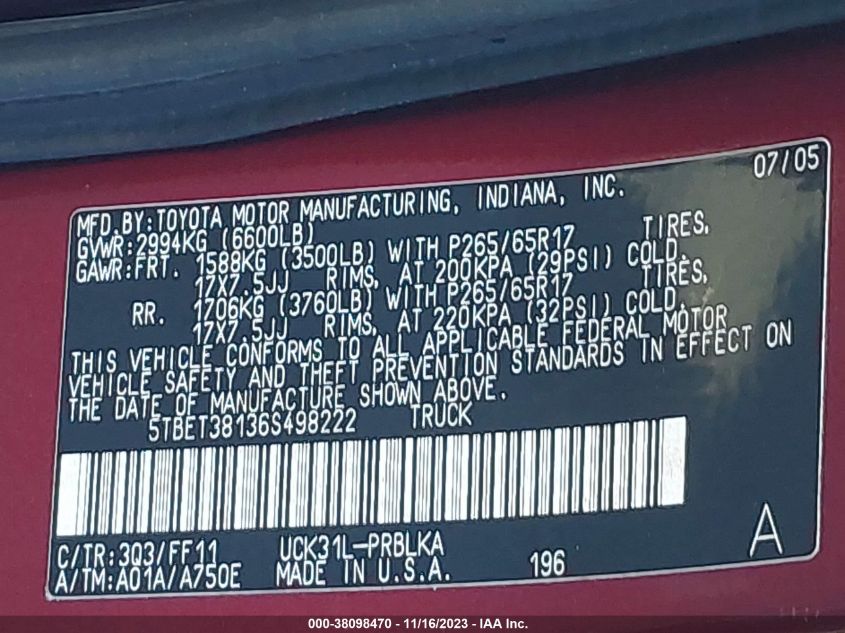 07/05
MFD.BY:TOYOTA MOTOR MANUFACTURING, INDIANA, INC.
GVWR:2994KG (6600LB)
GAWR:FRT. 1588KG (3500LB) WITH P265/65R17 TIRES,
17X7.5JJ RIMS, AT 200KPA (29PSI) COLD.
RR. 1706KG (3760LB) WITH P265/65R17 TIRES,
17X7.5JJ RIMS, AT 220KPA (32PSI) COLD.
THIS VEHICLE CONFORMS TO ALL APPLICABLE FEDERAL MOTOR
VEHICLE SAFETY AND THEFT PREVENTION STANDARDS IN EFFECT ON
THE DATE OF MANUFACTURE SHOWN ABOVE.
5TBET38136S498222 TRUCK
C/TR:3Q3/FF11 UCK31L-PRBLKA
A/TM:A01A/A750E MADE IN U.S.A. 196 A
000-38098470 - 11/16/2023 - IAA Inc.